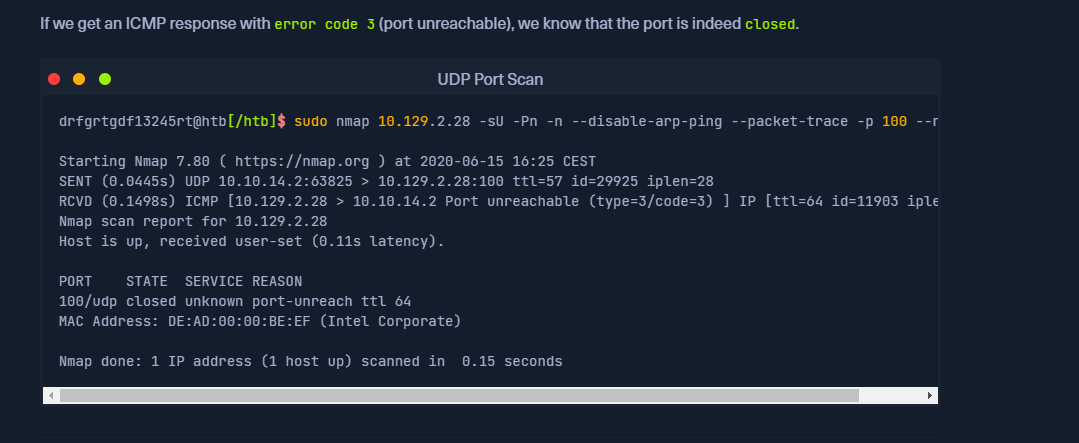 If we get an ICMP response with error code 3 (port unreachable), we know that the port is indeed closed.
UDP Port Scan
drfgrtgdf13245rt@htb[/htb]$ sudo nmap 10.129.2.28 -sU -Pn -n --disable-arp-ping --packet-trace -p 100 --r
Starting Nmap 7.80 ( https://nmap.org ) at 2020-06-15 16:25 CEST
SENT (0.0445s) UDP 10.10.14.2:63825 > 10.129.2.28:100 ttl=57 id=29925 iplen=28
RCVD (0.1498s) ICMP [10.129.2.28 > 10.10.14.2 Port unreachable (type=3/code=3) ] IP [ttl=64 id=11903 iple
Nmap scan report for 10.129.2.28
Host is up, received user-set (0.11s latency).
PORT    STATE  SERVICE REASON
100/udp closed unknown port-unreach ttl 64
MAC Address: DE:AD:00:00:BE:EF (Intel Corporate)
Nmap done: 1 IP address (1 host up) scanned in  0.15 seconds